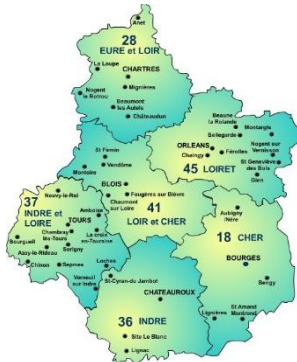 Anet
28
EURE et LOIR
La Loupe
CHARTRES
Mignières
Nogent
le Rotrou
Beaumont
les Autels
Châteaudun
Beaune
la Rolande
Montargis
Bellegarde
ORLEANS
Nogent sur
Vernisson
Chaingy
Férolles
St Geneviève
des Bois
45 LOIRET
Gien
St Firmin
Vendôme
Montoire
BLOIS
Fougères sur Bièvre
Chaumont
sur Loire
41
LOIR et CHER
37
INDRE et
LOIRE
Neuvy-le-Roi
Amboise
TOURS
Chambray
les-Tours
La croix
en-Touraine
Bourgueil
Sorigny
Azay-le-Rideau
Chinon
Sepmes
Loches
Verneuil
sur Indre
Aubigny
/Nère
18 CHER
BOURGES
Sengy
St Amand
Montrond
Lignières
St-Cyran du Jambot
CHATEAUROUX
36 INDRE
Site Le Blanc
Lignac